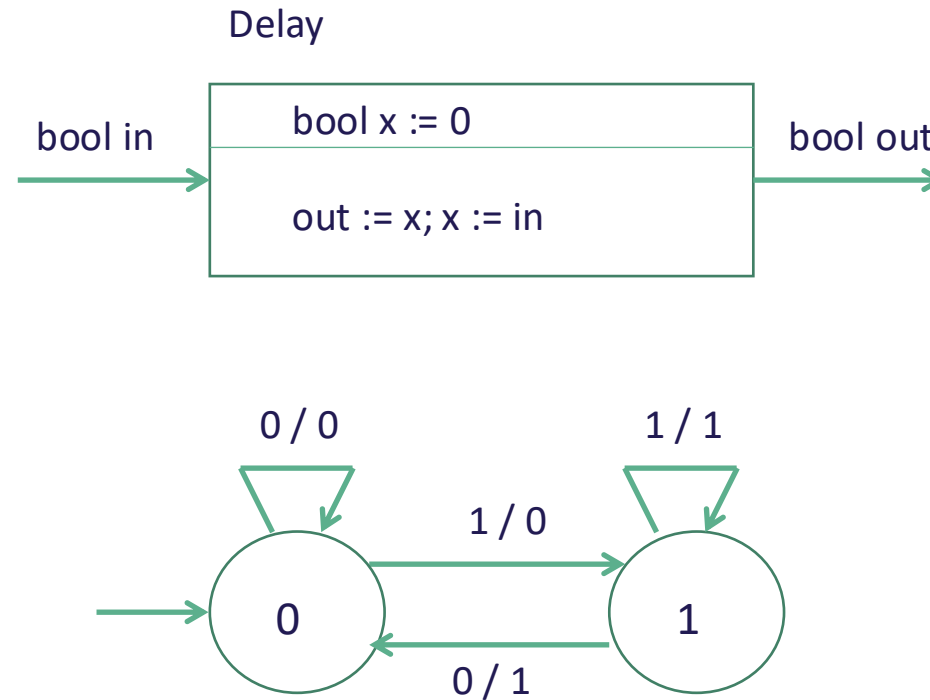 Delay
bool in
bool x := 0
bool out
out := x; x := in
0 / 0
1 / 1
1 / 0
0
1
0 / 1